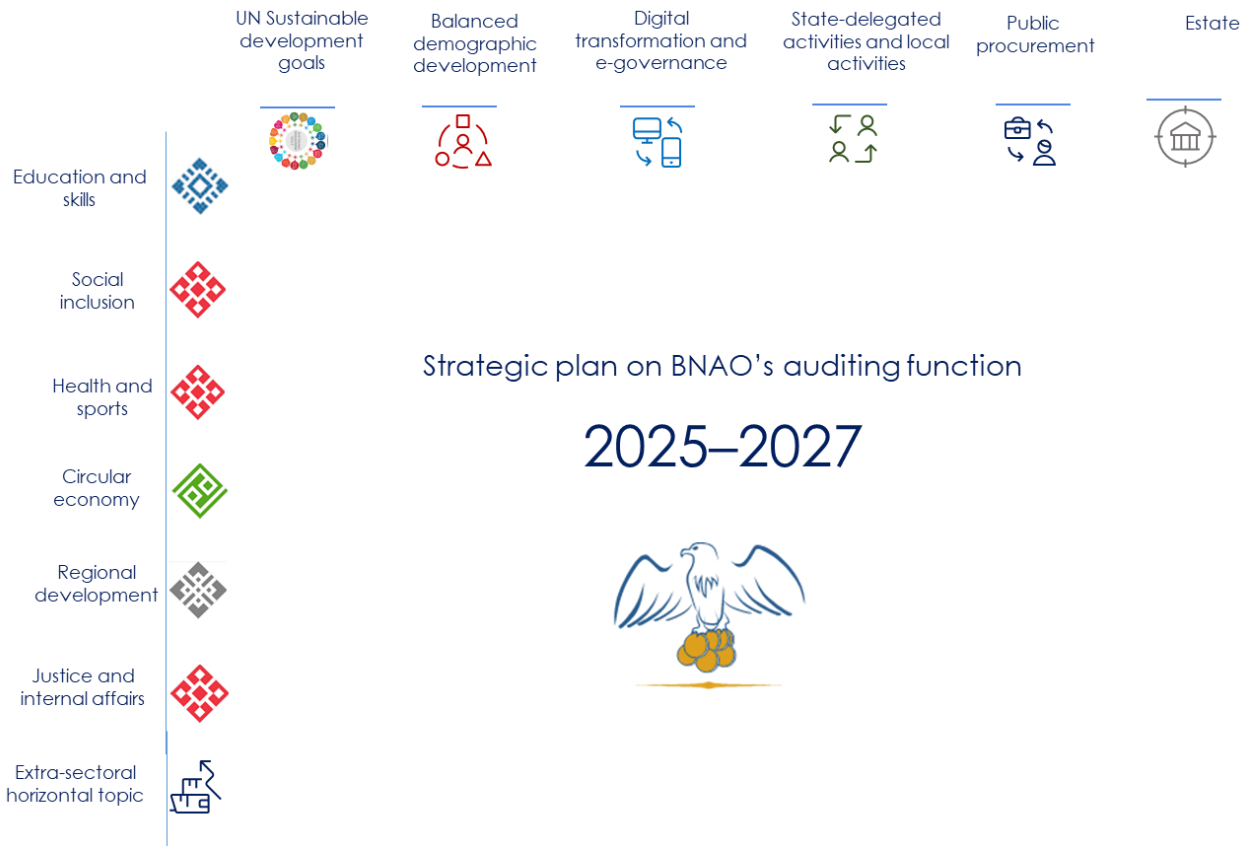 UN Sustainable
development
goals
Balanced
demographic
development
Digital
transformation and
e-governance
State-delegated
activities and local
activities
Public
procurement
Estate
Education and
skills
Social
inclusion
Health and
sports
Circular
economy
Regional
development
Justice and
internal affairs
Extra-sectoral
horizontal topic
Strategic plan on BNAO's auditing function
2025–2027